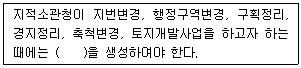 지적소관청이 지번변경, 행정구역변경, 구획정리,
경지정리, 축척변경, 토지개발사업을 하고자 하는
때에는 (   )을 생성하여야 한다.